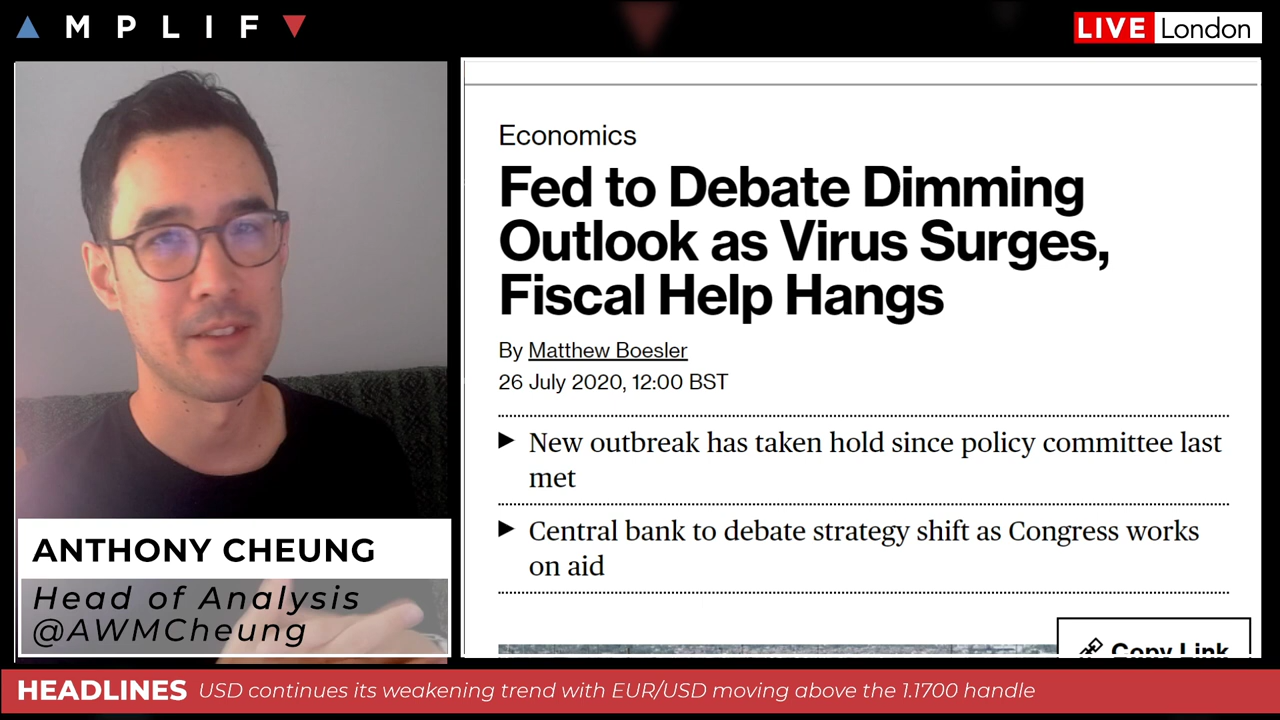 AMPLIFY
LIVE London
Economics
Fed to Debate Dimming
Outlook as Virus Surges,
Fiscal Help Hangs
By Matthew Boesler
26 July 2020, 12:00 BST
New outbreak has taken hold since policy committee last
met
Central bank to debate strategy shift as Congress works
on aid
Copy Link
ANTHONY CHEUNG
Head of Analysis
@AWMCheung
HEADLINES USD continues its weakening trend with EUR/USD moving above the 1.1700 handle